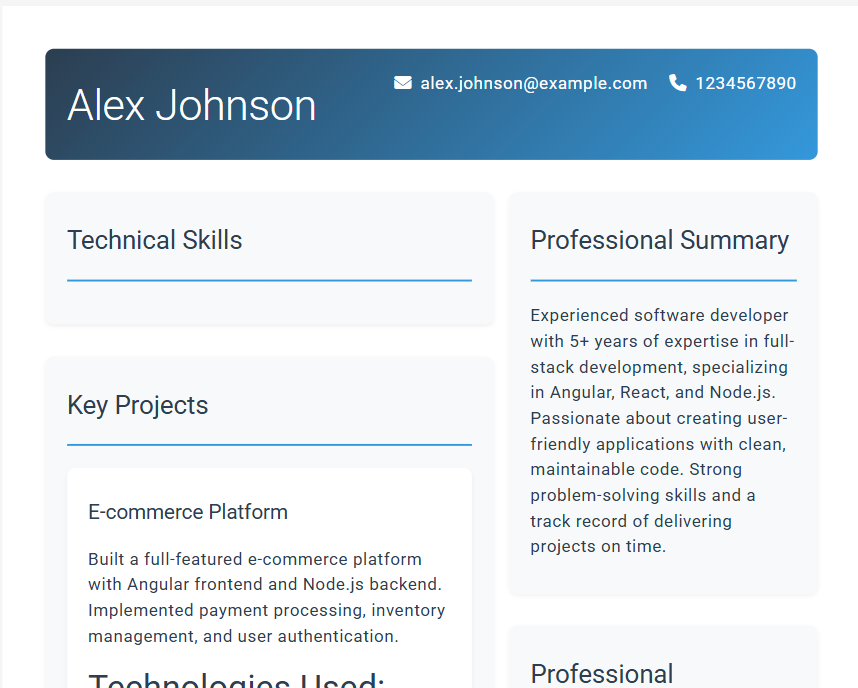 Alex Johnson
alex.johnson@example.com 1234567890
Technical Skills
Key Projects
E-commerce Platform
Built a full-featured e-commerce platform
with Angular frontend and Node.js backend.
Implemented payment processing, inventory
management, and user authentication.
Technologies Used:
Professional Summary
Experienced software developer
with 5+ years of expertise in full-
stack development, specializing
in Angular, React, and Node.js.
Passionate about creating user-
friendly applications with clean,
maintainable code. Strong
problem-solving skills and a
track record of delivering
projects on time.
Professional